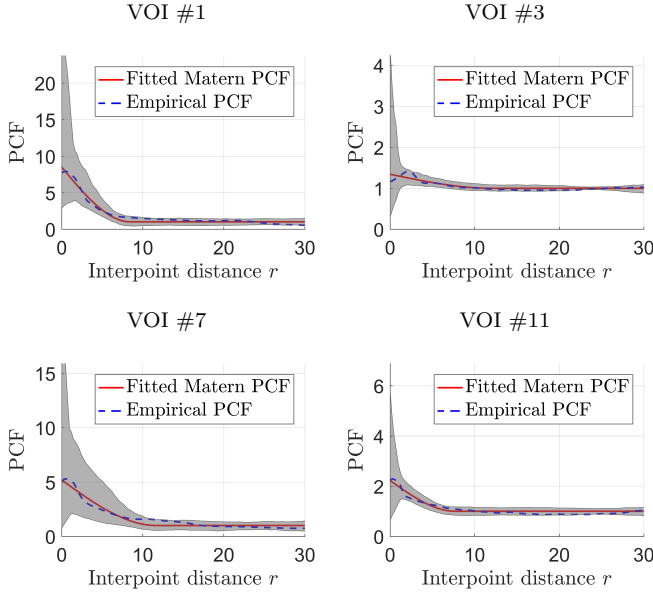 VOI #1
VOI #3
20
15
10
5
0
PCF
Fitted Matern PCF
Empirical PCF
0 10 20 30
Interpoint distance r
4
3
2
1
0
PCF
Fitted Matern PCF
Empirical PCF
0 10 20 30
Interpoint distance r
VOI #7
VOI #11
15
10
5
0
PCF
Fitted Matern PCF
Empirical PCF
0 10 20 30
Interpoint distance r
6
4
2
0
PCF
Fitted Matern PCF
Empirical PCF
0 10 20 30
Interpoint distance r